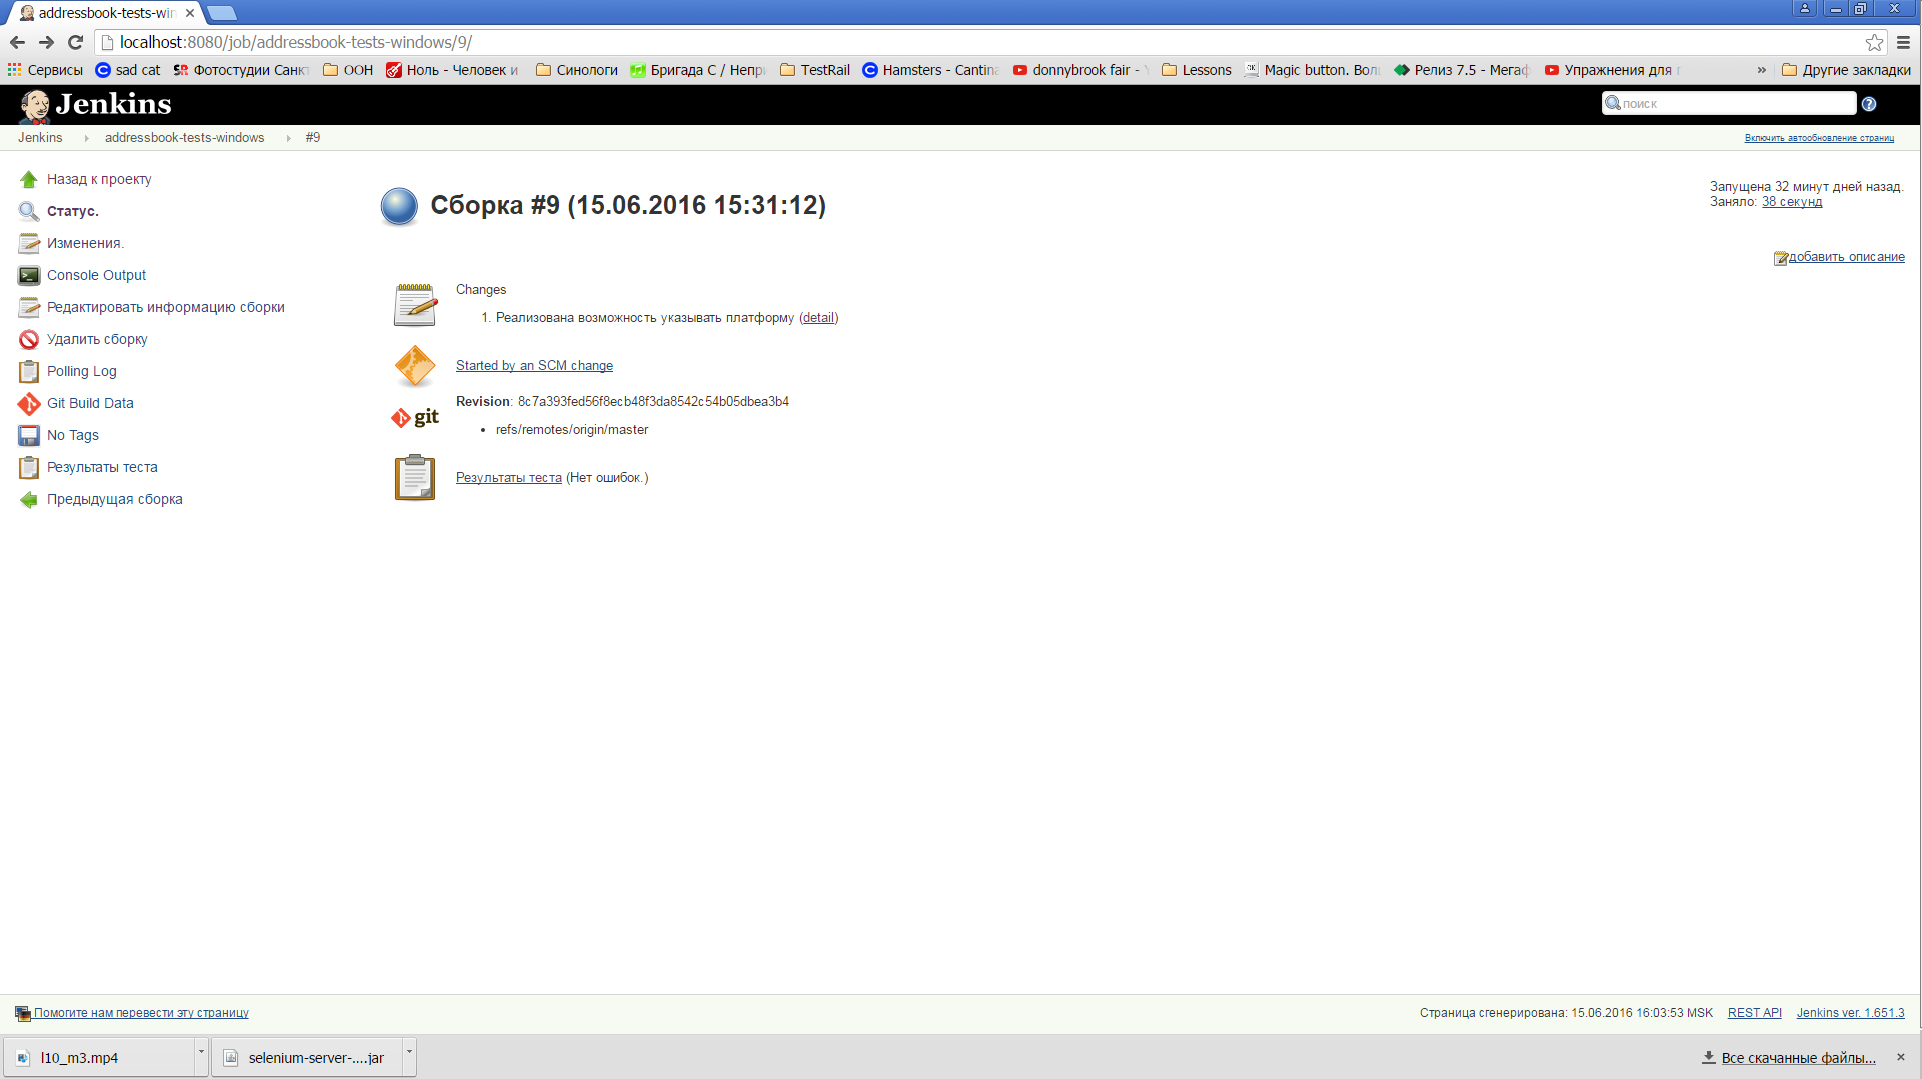 addressbook-tests-win
localhost:8080/job/addressbook-tests-windows/9/
Сервисы sad cat Фотостудии Санкт ООН Ноль - Человек и Синологи Бригада С / Непри TestRail Hamsters - Cantina donnybrook fair - Lessons Magic button. Вол Релиз 7.5 - Мегаф Упражнения для » Другие закладки
Jenkins
поиск
Jenkins addressbook-tests-windows #9
Включить автообновление страниц
Назад к проекту
Статус.
Изменения.
Console Output
Редактировать информацию сборки
Удалить сборку
Polling Log
Git Build Data
No Tags
Результаты теста
Предыдущая сборка
Сборка #9 (15.06.2016 15:31:12)
Запущена 32 минут дней назад.
Заняло: 38 секунд
добавить описание
Changes
1. Реализована возможность указывать платформу (detail)
Started by an SCM change
git
Revision: 8c7a393fed56f8ecb48f3da8542c54b05dbea3b4
• refs/remotes/origin/master
Результаты теста (Нет ошибок.)
Помогите нам перевести эту страницу
Страница сгенерирована: 15.06.2016 16:03:53 MSK REST API Jenkins ver. 1.651.3
l10_m3.mp4
selenium-server-....jar
Все скачанные файлы...